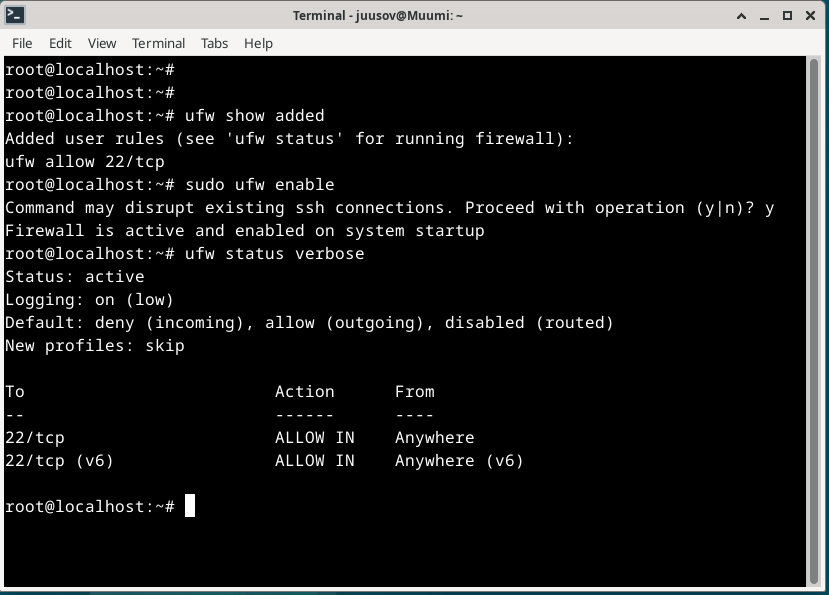 Terminal - juusov@Muumi: ~
File Edit View Terminal Tabs Help
root@localhost:~#
root@localhost:~#
root@localhost:~# ufw show added
Added user rules (see 'ufw status' for running firewall):
ufw allow 22/tcp
root@localhost:~# sudo ufw enable
Command may disrupt existing ssh connections. Proceed with operation (y|n)? y
Firewall is active and enabled on system startup
root@localhost:~# ufw status verbose
Status: active
Logging: on (low)
Default: deny (incoming), allow (outgoing), disabled (routed)
New profiles: skip

To                         Action      From
--                         ------      ----
22/tcp                     ALLOW IN    Anywhere
22/tcp (v6)                ALLOW IN    Anywhere (v6)

root@localhost:~#